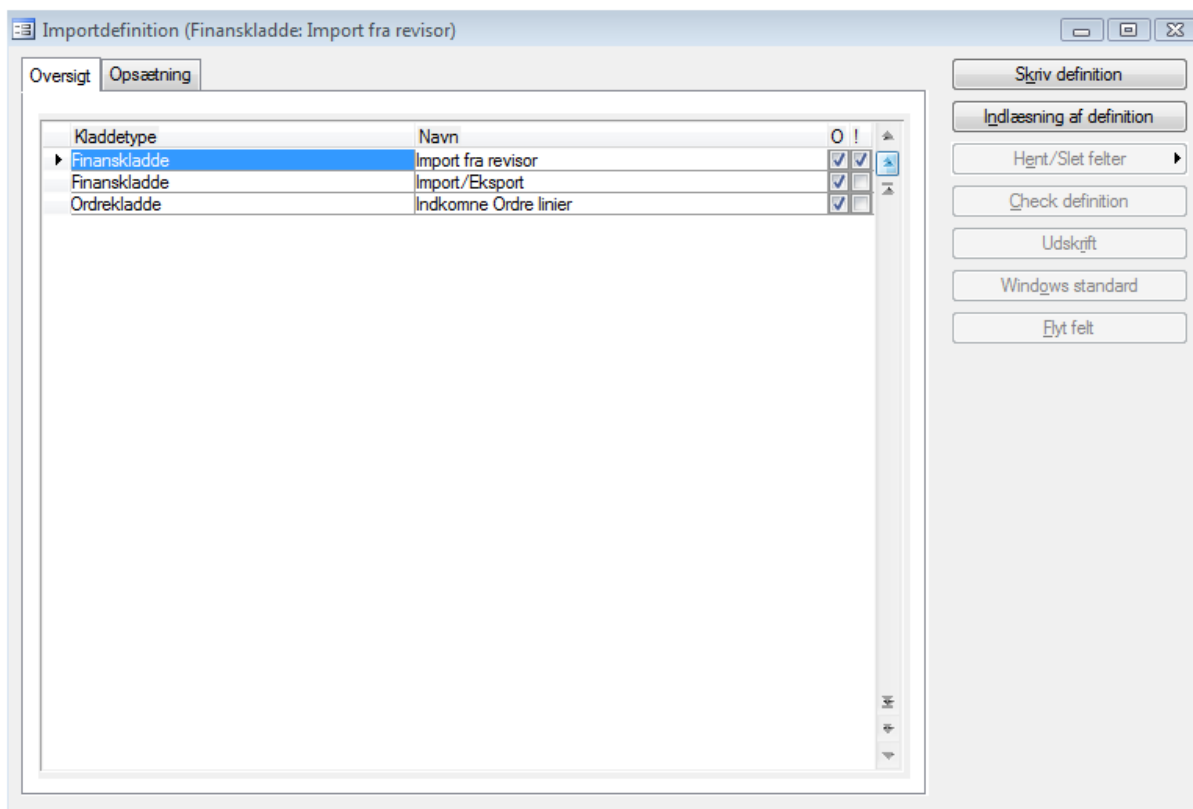 Importdefinition (Finanskladde: Import fra revisor)
Oversigt Opsætning
Kladdetype Navn O !
Finanskladde Import fra revisor
Finanskladde Import/Eksport
Ordrekladde Indkomne Ordre linier
Skriv definition
Indlæsning af definition
Hent/Slet felter
Check definition
Udskrift
Windows standard
Flyt felt